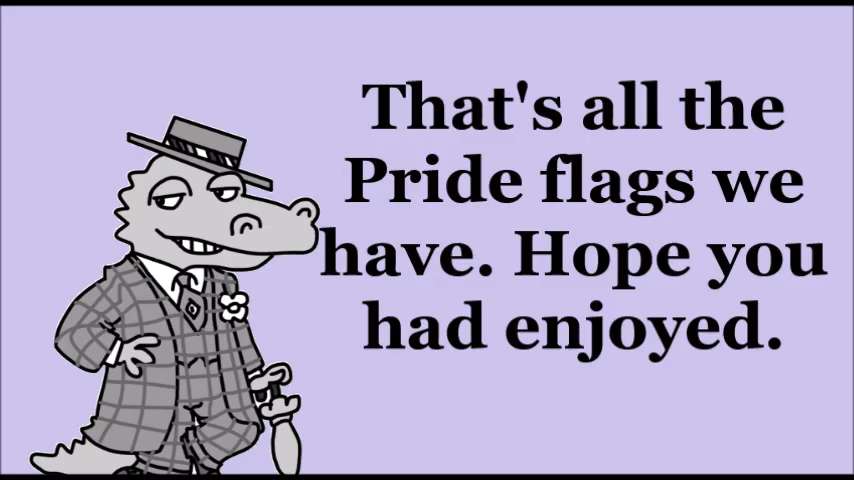 That's all the
Pride flags we
have. Hope you
had enjoyed.